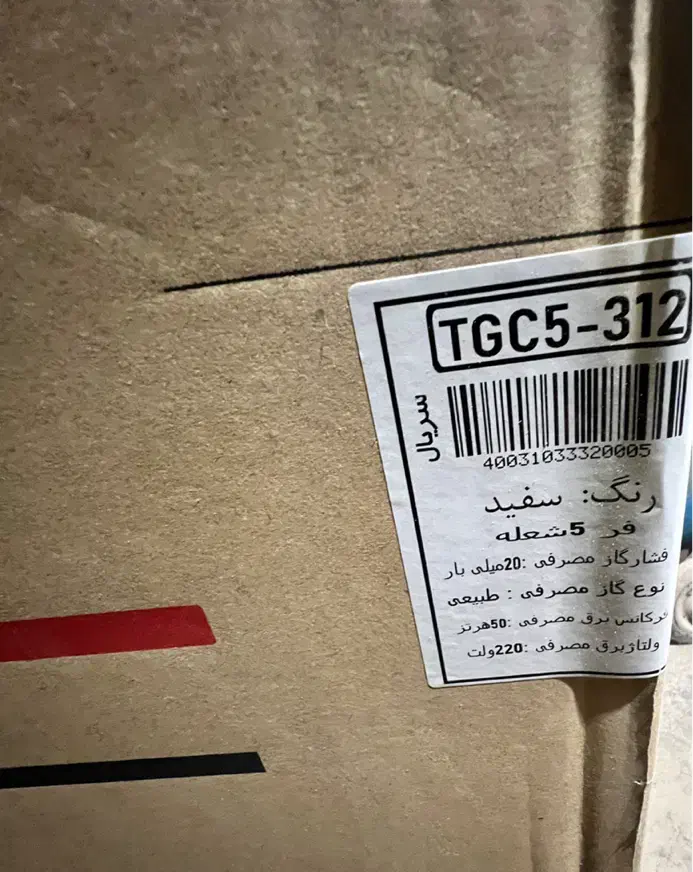 TGC5-312
سریال
40031033320005
رنگ: سفید
فر 5شعله
فشارگاز مصرفی :20میلی بار
نوع گاز مصرفی : طبیعی
فرکانس برق مصرفی :50هرتز
ولتاژبرق مصرفی :220ولت